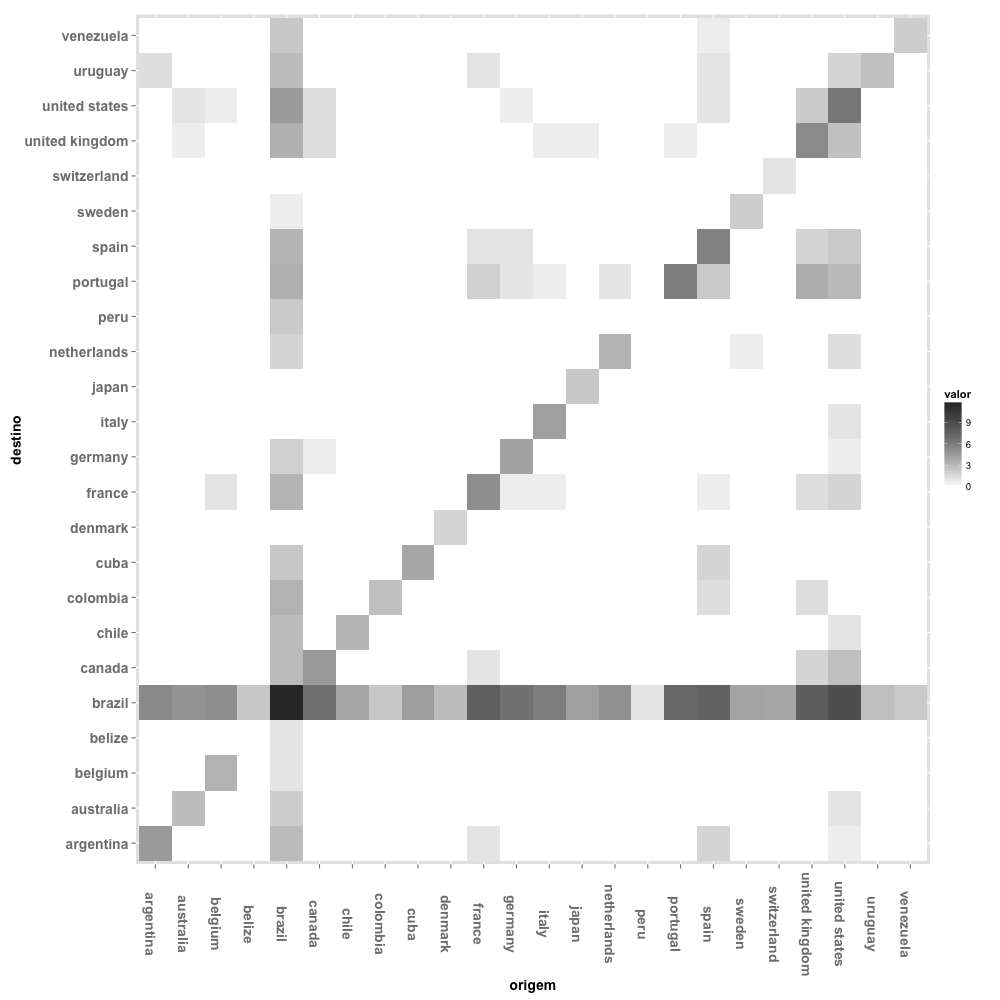 venezuela
uruguay
united states
united kingdom
switzerland
sweden
spain
portugal
peru
netherlands
japan
italy
germany
france
denmark
cuba
colombia
chile
canada
brazil
belize
belgium
australia
argentina
destino
valor
9
6
3
0
argentina
australia
belgium
belize
brazil
canada
chile
colombia
cuba
denmark
france
germany
italy
japan
netherlands
peru
portugal
spain
sweden
switzerland
united kingdom
united states
uruguay
venezuela
origem